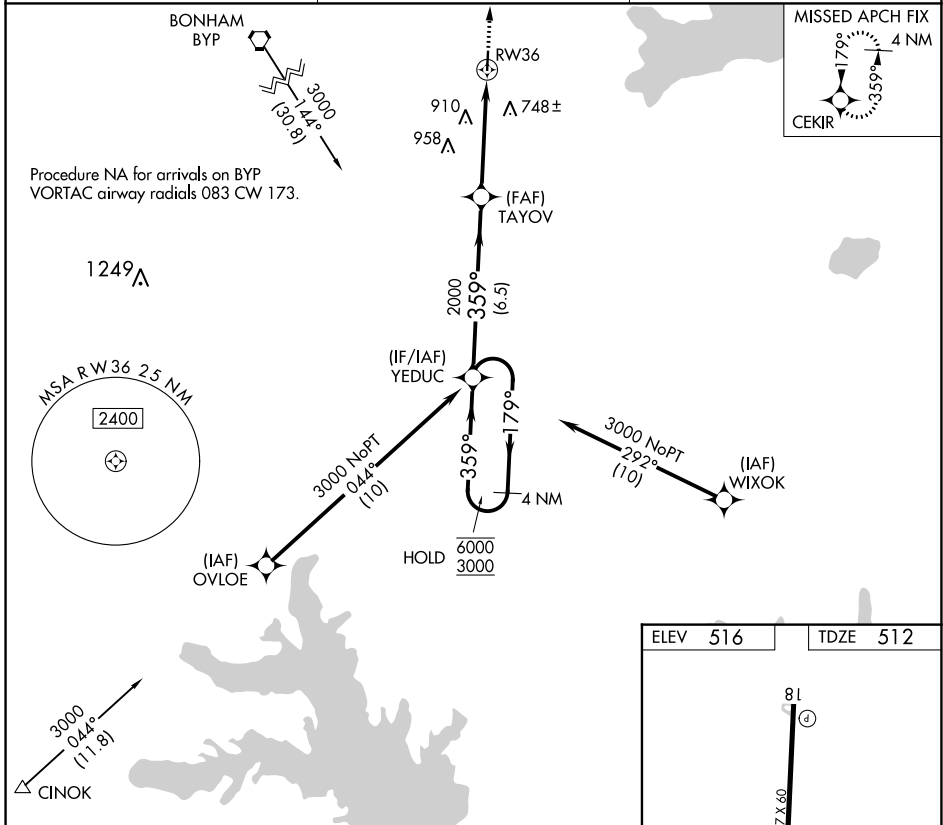 BONHAM
BYP
3000
144°
(30.8)
Procedure NA for arrivals on BYP
VORTAC airway radials 083 CW 173.
RW36
910
748±
958
MISSED APCH FIX
4 NM
179°
359°
CEKIR
(FAF)
TAYOV
1249
2000
359°
(6.5)
(IF/IAF)
YEDUC
MSA RW36 25 NM
2400
3000 NoPT
044°
(10)
359°
179°
4 NM
HOLD
6000
3000
3000 NoPT
292°
(10)
(IAF)
WIXOK
(IAF)
OVLOE
3000
044°
(11.8)
CINOK
ELEV 516
TDZE 512
18
P
X 60